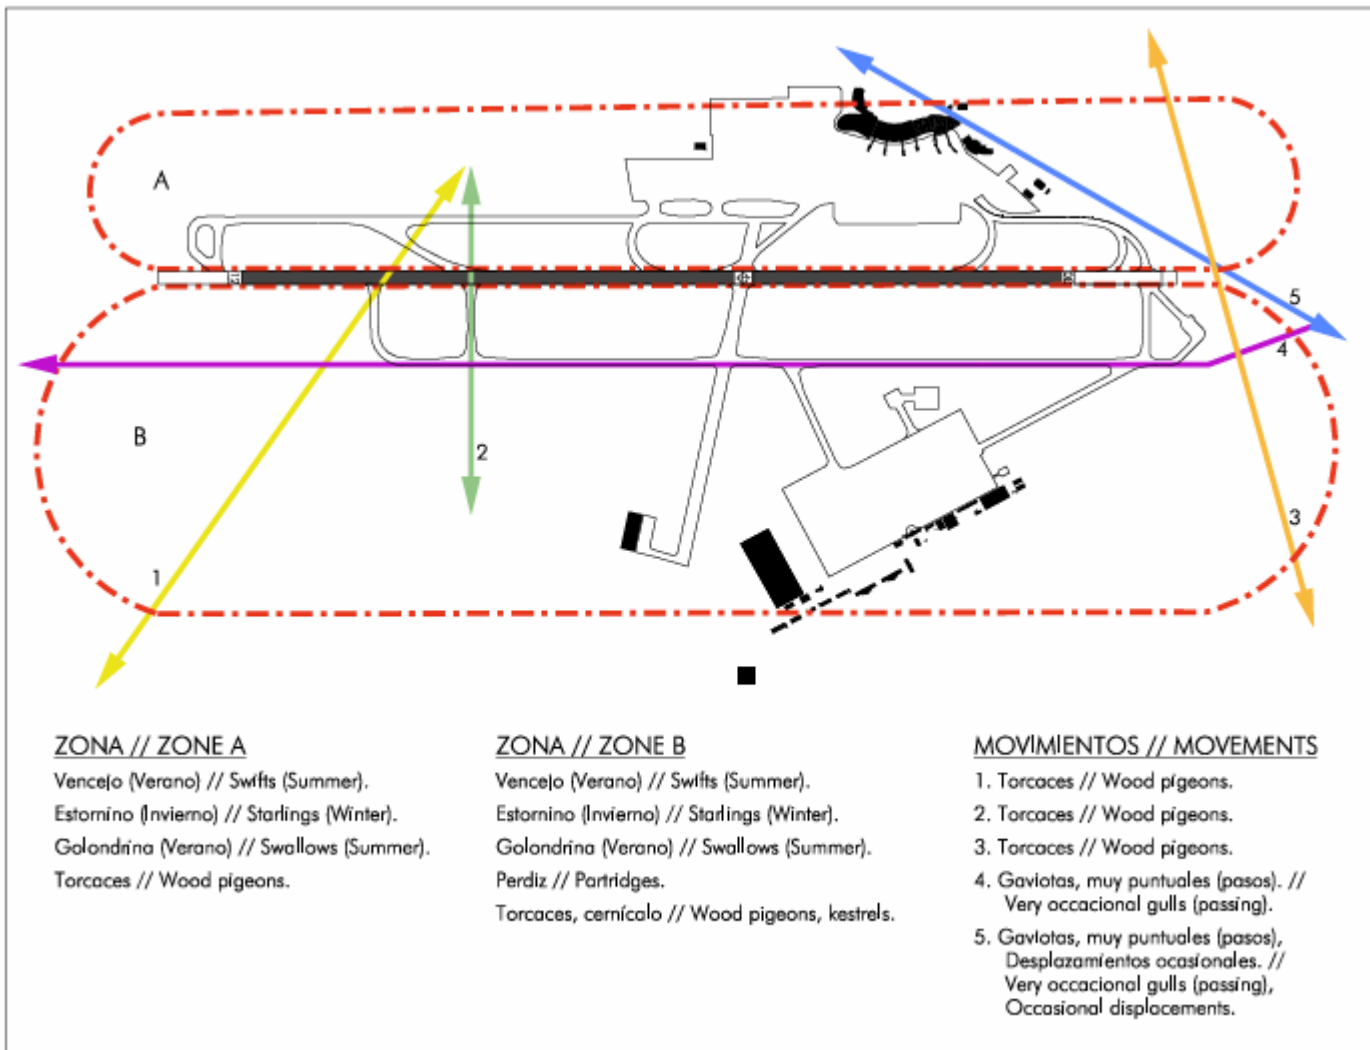 A
5
4
B
2
3
1
ZONA // ZONE A
Vencejo (Verano) // Swifts (Summer).
Estornino (Invierno) // Starlings (Winter).
Golondrina (Verano) // Swallows (Summer).
Torcaces // Wood pigeons.
ZONA // ZONE B
Vencejo (Verano) // Swifts (Summer).
Estornino (Invierno) // Starlings (Winter).
Golondrina (Verano) // Swallows (Summer).
Perdiz // Partridges.
Torcaces, cernícalo // Wood pigeons, kestrels.
MOVIMIENTOS // MOVEMENTS
1. Torcaces // Wood pigeons.
2. Torcaces // Wood pigeons.
3. Torcaces // Wood pigeons.
4. Gaviotas, muy puntuales (pasos). //
Very occacional gulls (passing).
5. Gaviotas, muy puntuales (pasos),
Desplazamientos ocasionales. //
Very occacional gulls (passing),
Occasional displacements.